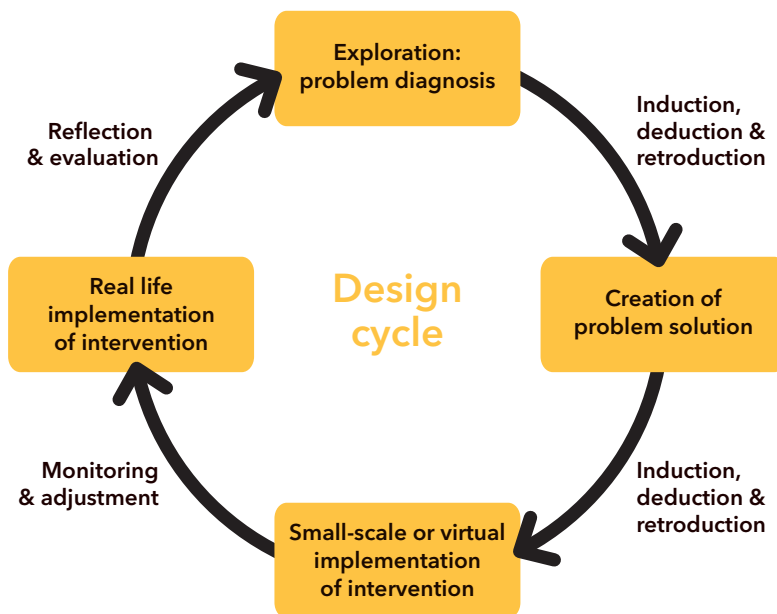 Exploration:
problem diagnosis
Induction,
deduction &
retroduction
Creation of
problem solution
Induction,
deduction &
retroduction
Small-scale or virtual
implementation
of intervention
Monitoring
& adjustment
Real life
implementation
of intervention
Reflection
& evaluation
Design
cycle